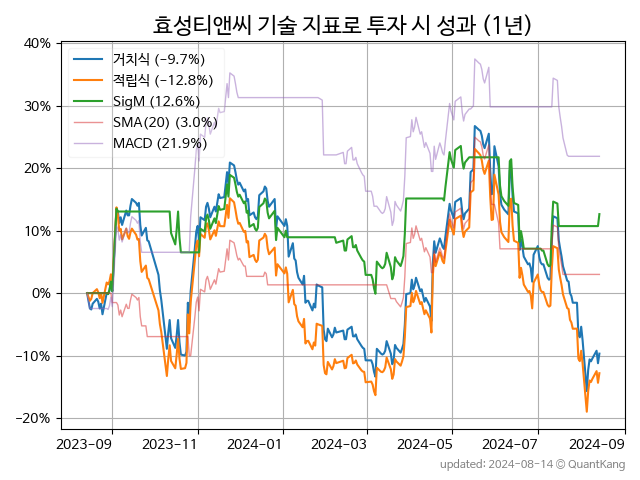 효성티앤씨 기술 지표로 투자 시 성과 (1년)
40%
30%
20%
10%
0%
−10%
−20%
거치식 (−9.7%)
적립식 (−12.8%)
SigM (12.6%)
SMA(20) (3.0%)
MACD (21.9%)
2023−09
2023−11
2024−01
2024−03
2024−05
2024−07
2024−09
updated: 2024−08−14 © QuantKang